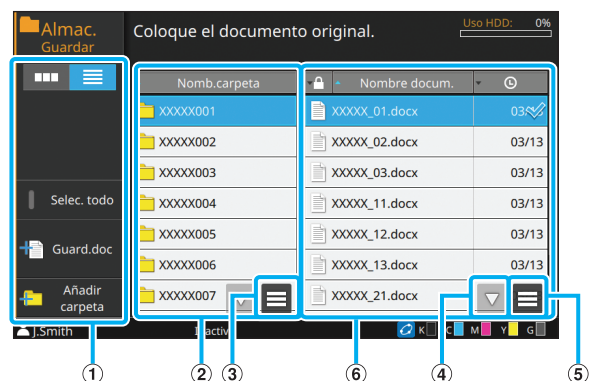 Almac.
Guardar
Coloque el documento original.
Uso HDD: 0%
Nomb.carpeta
Nombre docum.
XXXXX001
XXXXX_01.docx
XXXXX002
XXXXX_02.docx 03/13
XXXXX003
XXXXX_03.docx 03/13
Selec. todo
XXXXX004
XXXXX_11.docx 03/13
Guard.doc
XXXXX005
XXXXX_12.docx 03/13
Añadir
carpeta
XXXXX006
XXXXX_13.docx 03/13
XXXXX007
XXXXX_21.docx
J.Smith
K C M Y G
1 2 3 6 4 5